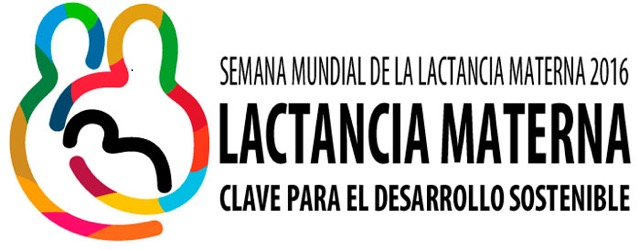 SEMANA MUNDIAL DE LA LACTANCIA MATERNA 2016
LACTANCIA MATERNA
CLAVE PARA EL DESARROLLO SOSTENIBLE